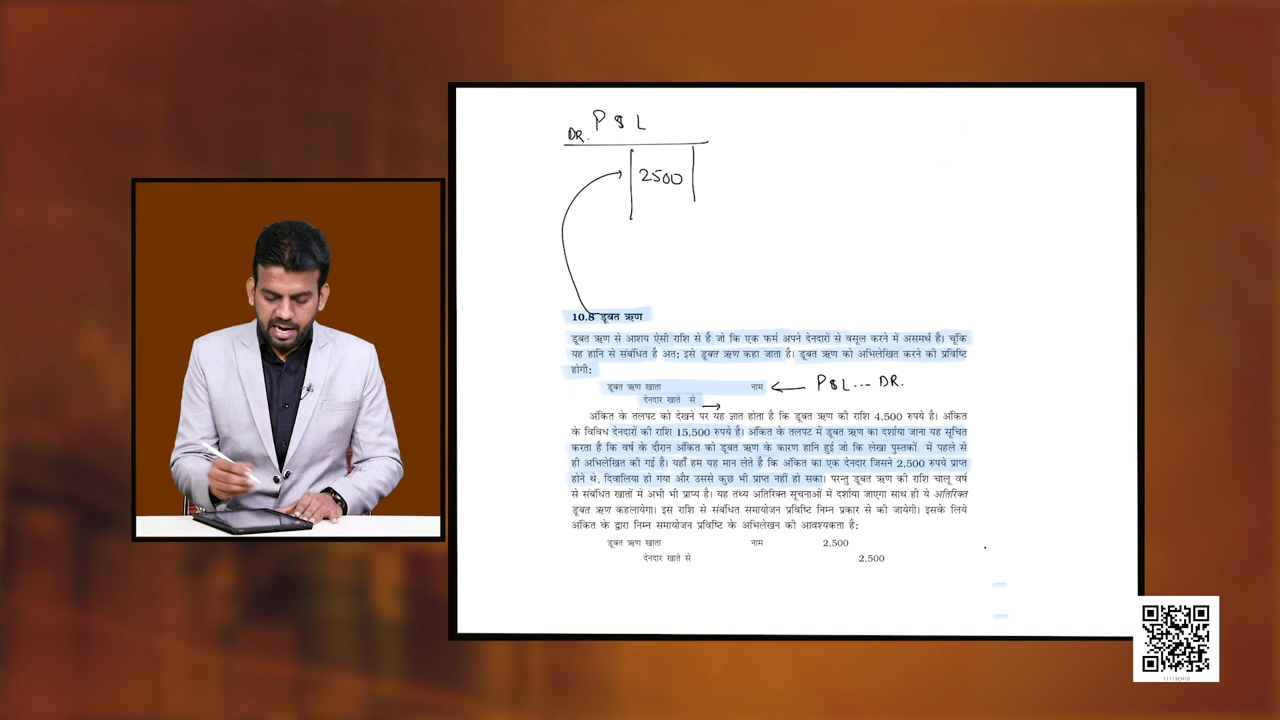 DR. P & L
2500
10.8 डूबत ऋण
डूबत ऋण से आशय ऐसी राशि से है जो कि एक फर्म अपने देनदारों से वसूल करने में असमर्थ है। चूंकि
यह हानि से संबंधित है अतः इसे डूबत ऋण कहा जाता है। डूबत ऋण को अभिलेखित करने की प्रविष्टि
होगी:
डूबत ऋण खाता नाम ← P & L ... DR.
देनदार खाते से →
अंकित के तलपट को देखने पर यह ज्ञात होता है कि डूबत ऋण की राशि 4,500 रुपये है। अंकित
के विविध देनदारों की राशि 15,500 रुपये है। अंकित के तलपट में डूबत ऋण का दर्शाया जाना यह सूचित
करता है कि वर्ष के दौरान अंकित को डूबत ऋण के कारण हानि हुई जो कि लेखा पुस्तकों में पहले से
ही अभिलेखित की गई है। यहाँ हम यह मान लेते है कि अंकित का एक देनदार जिसने 2,500 रुपये प्राप्त
होने थे, दिवालिया हो गया और उससे कुछ भी प्राप्त नहीं हो सका। परन्तु डूबत ऋण की राशि चालू वर्ष
से संबंधित खातों में अभी भी प्राप्य है। यह तथ्य अतिरिक्त सूचनाओं में दर्शाया जाएगा साथ ही ये अतिरिक्त
डूबत ऋण कहलायेगा। इस राशि से संबंधित समायोजन प्रविष्टि निम्न प्रकार से की जायेगी। इसके लिये
अंकित के द्वारा निम्न समायोजन प्रविष्टि के अभिलेखन की आवश्यकता है:
डूबत ऋण खाता नाम 2,500
देनदार खाते से 2,500